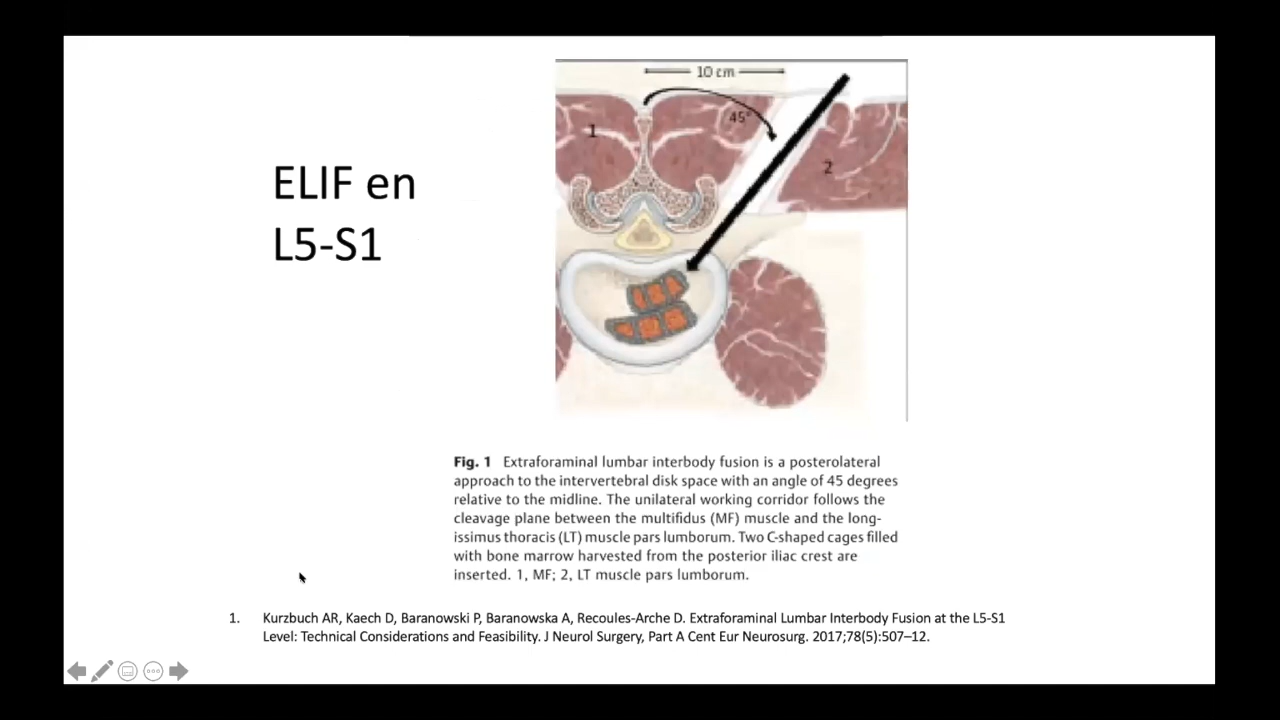 10 cm
45°
1
2
ELIF en
L5-S1
Fig. 1 Extraforaminal lumbar interbody fusion is a posterolateral
approach to the intervertebral disk space with an angle of 45 degrees
relative to the midline. The unilateral working corridor follows the
cleavage plane between the multifidus (MF) muscle and the long-
issimus thoracis (LT) muscle pars lumborum. Two C-shaped cages filled
with bone marrow harvested from the posterior iliac crest are
inserted. 1, MF; 2, LT muscle pars lumborum.
1. Kurzbuch AR, Kaech D, Baranowski P, Baranowska A, Recoules-Arche D. Extraforaminal Lumbar Interbody Fusion at the L5-S1
Level: Technical Considerations and Feasibility. J Neurol Surgery, Part A Cent Eur Neurosurg. 2017;78(5):507–12.